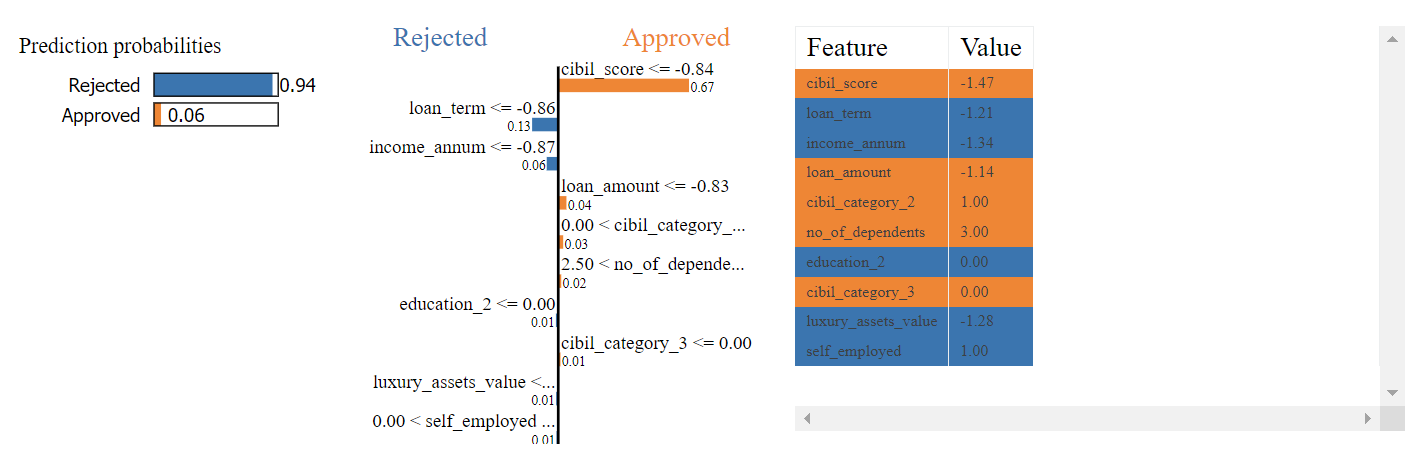 Prediction probabilities
Rejected 0.94
Approved 0.06
Rejected Approved
cibil_score <= -0.84
0.67
loan_term <= -0.86
0.13
income_annum <= -0.87
0.06
loan_amount <= -0.83
0.04
0.00 < cibil_category_...
0.03
2.50 < no_of_depende...
0.02
education_2 <= 0.00
0.01
cibil_category_3 <= 0.00
0.01
luxury_assets_value <...
0.01
0.00 < self_employed ...
0.01
Feature Value
cibil_score -1.47
loan_term -1.21
income_annum -1.34
loan_amount -1.14
cibil_category_2 1.00
no_of_dependents 3.00
education_2 0.00
cibil_category_3 0.00
luxury_assets_value -1.28
self_employed 1.00